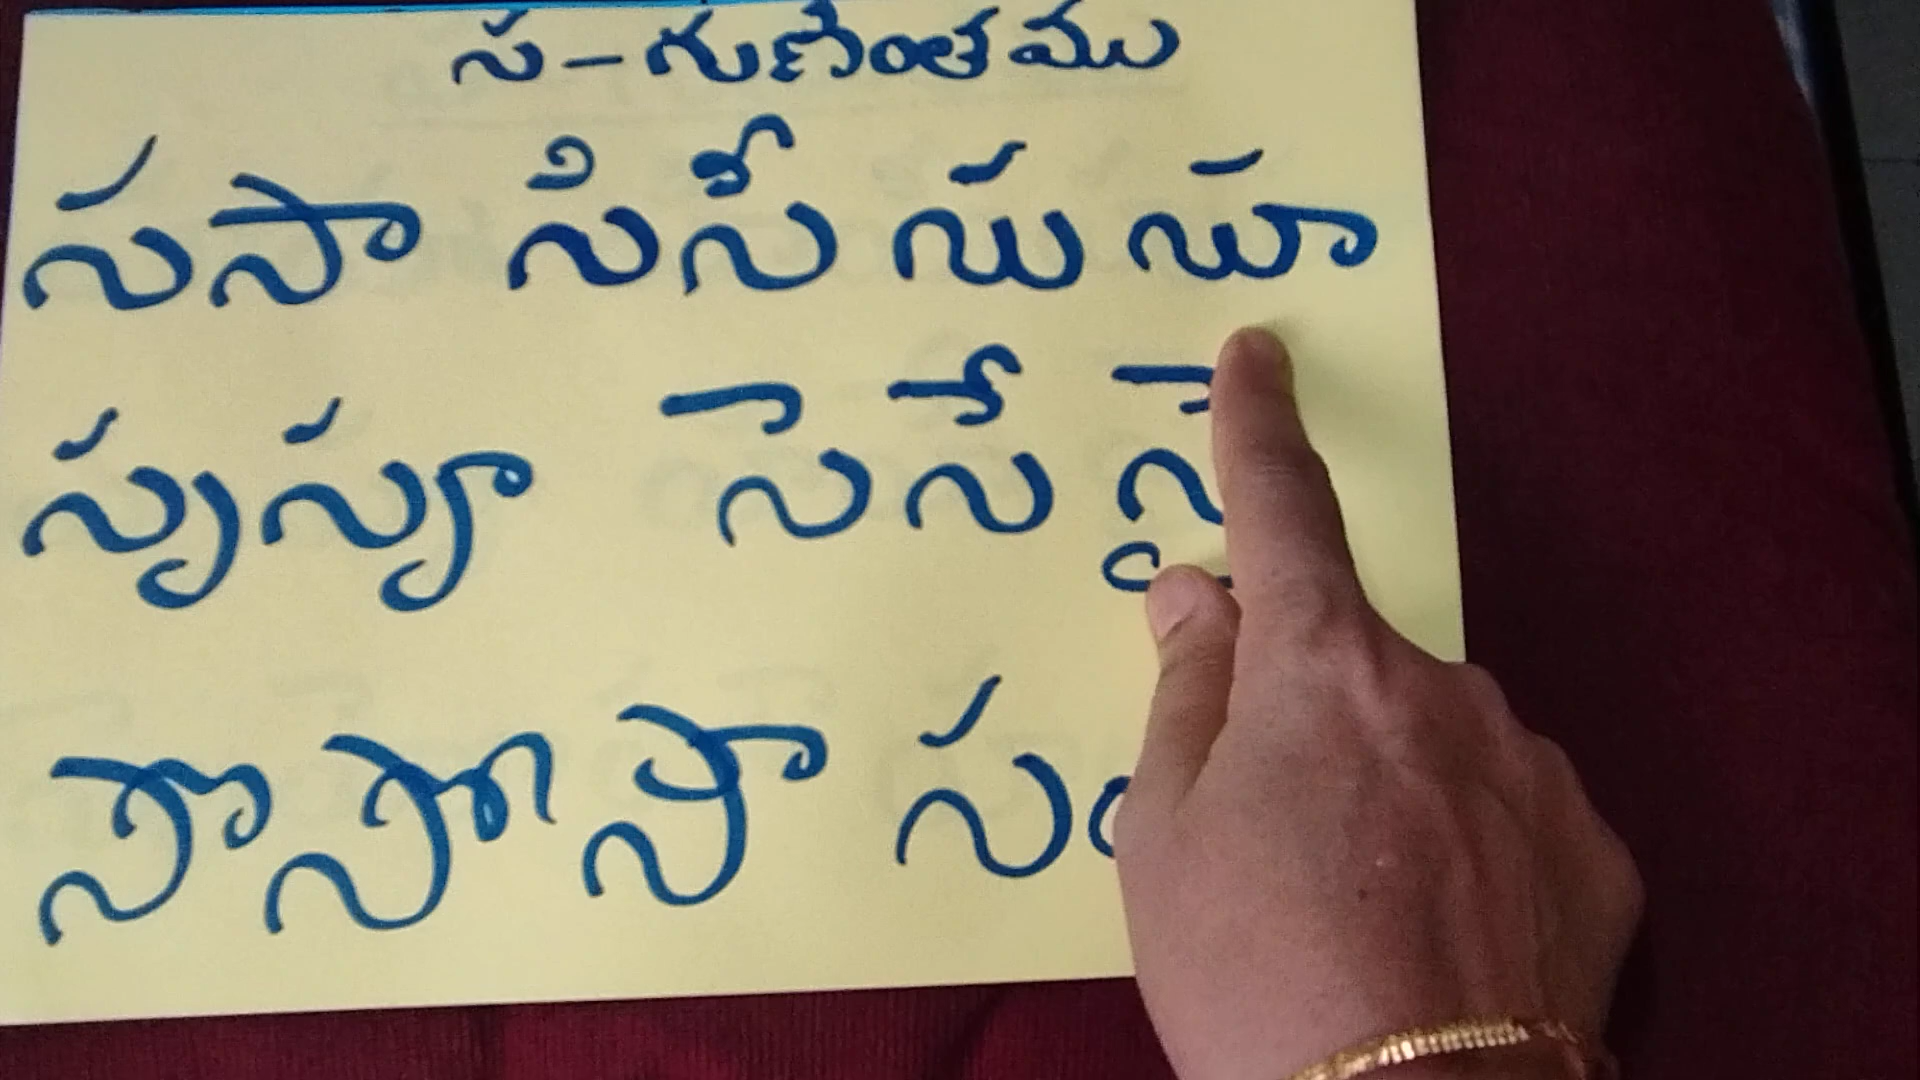 స - గుణింతము
స సా సి సీ సు సూ
సృ సౄ సె సే సై
సొ సో సౌ సం